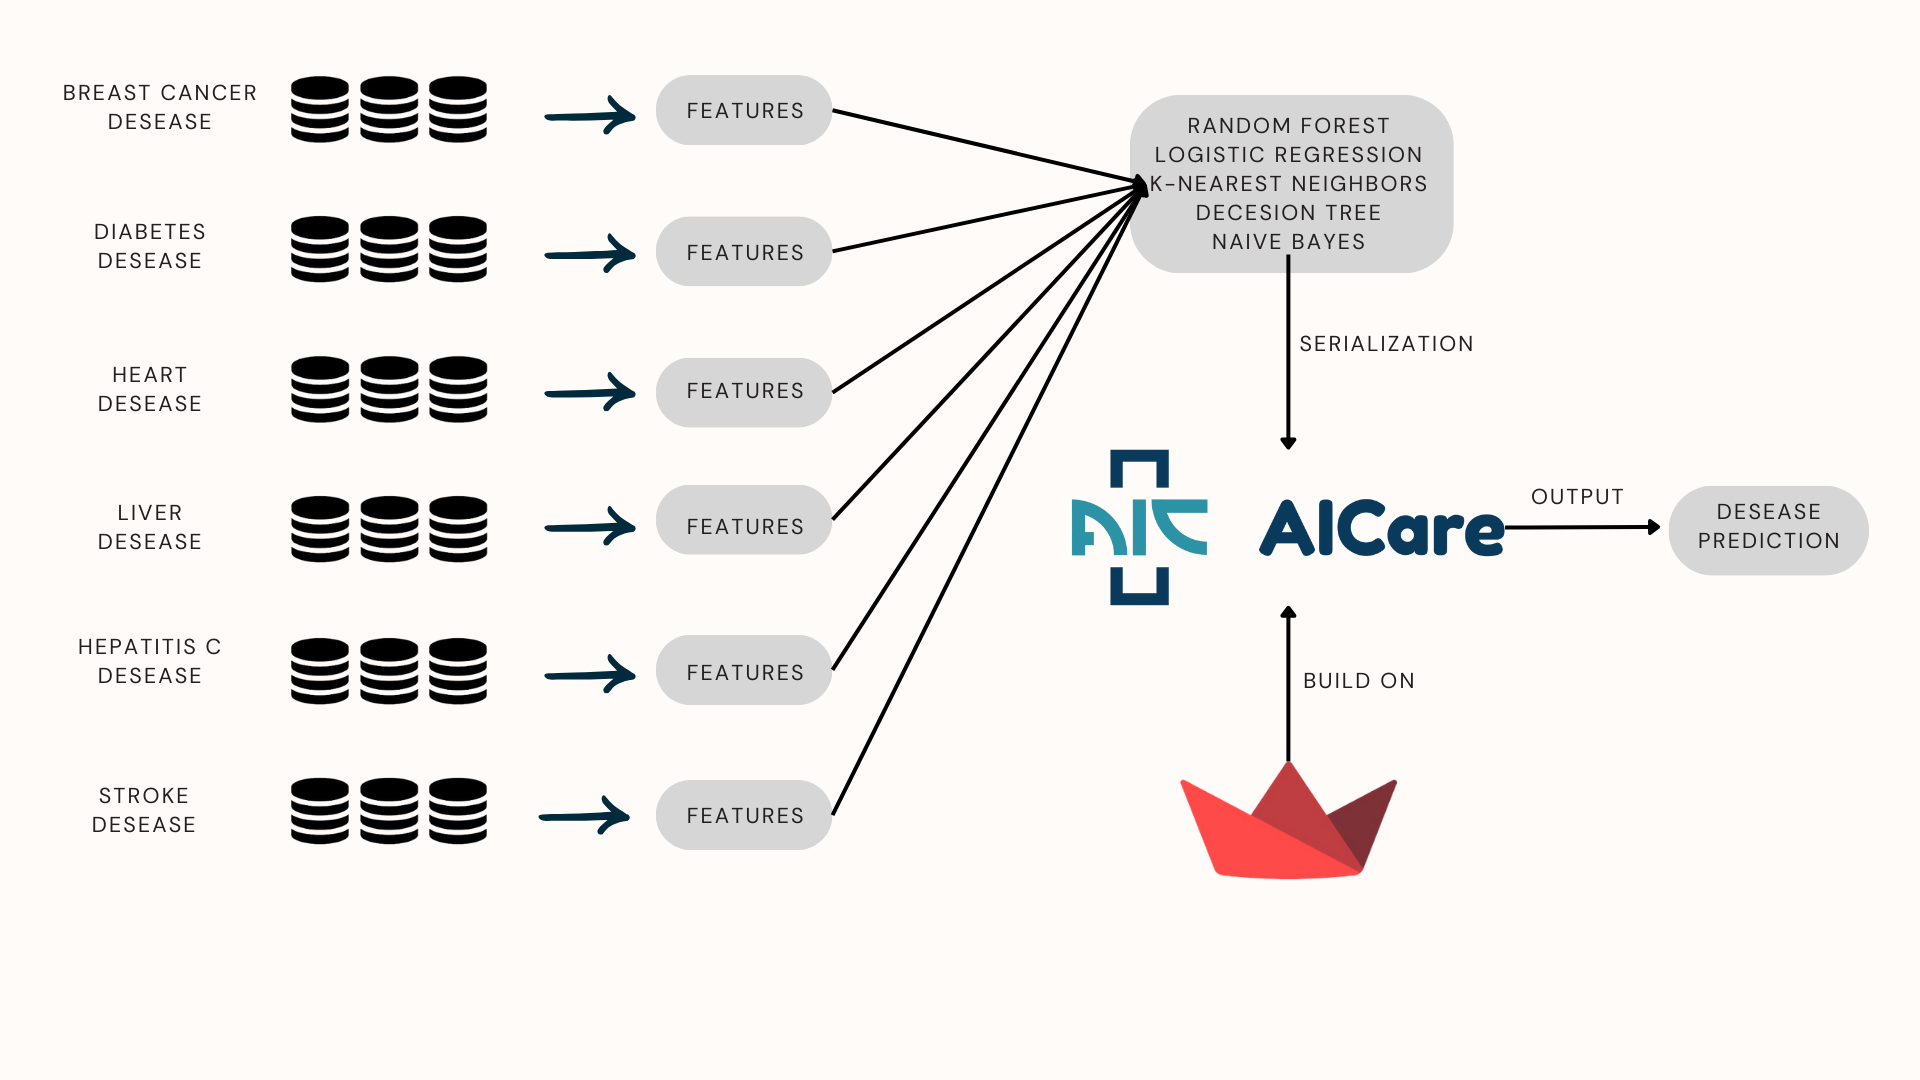 BREAST CANCER
DESEASE
FEATURES
DIABETES
DESEASE
FEATURES
HEART
DESEASE
FEATURES
LIVER
DESEASE
FEATURES
HEPATITIS C
DESEASE
FEATURES
STROKE
DESEASE
FEATURES
RANDOM FOREST
LOGISTIC REGRESSION
K-NEAREST NEIGHBORS
DECESION TREE
NAIVE BAYES
SERIALIZATION
AIC
AICare
OUTPUT
DESEASE
PREDICTION
BUILD ON